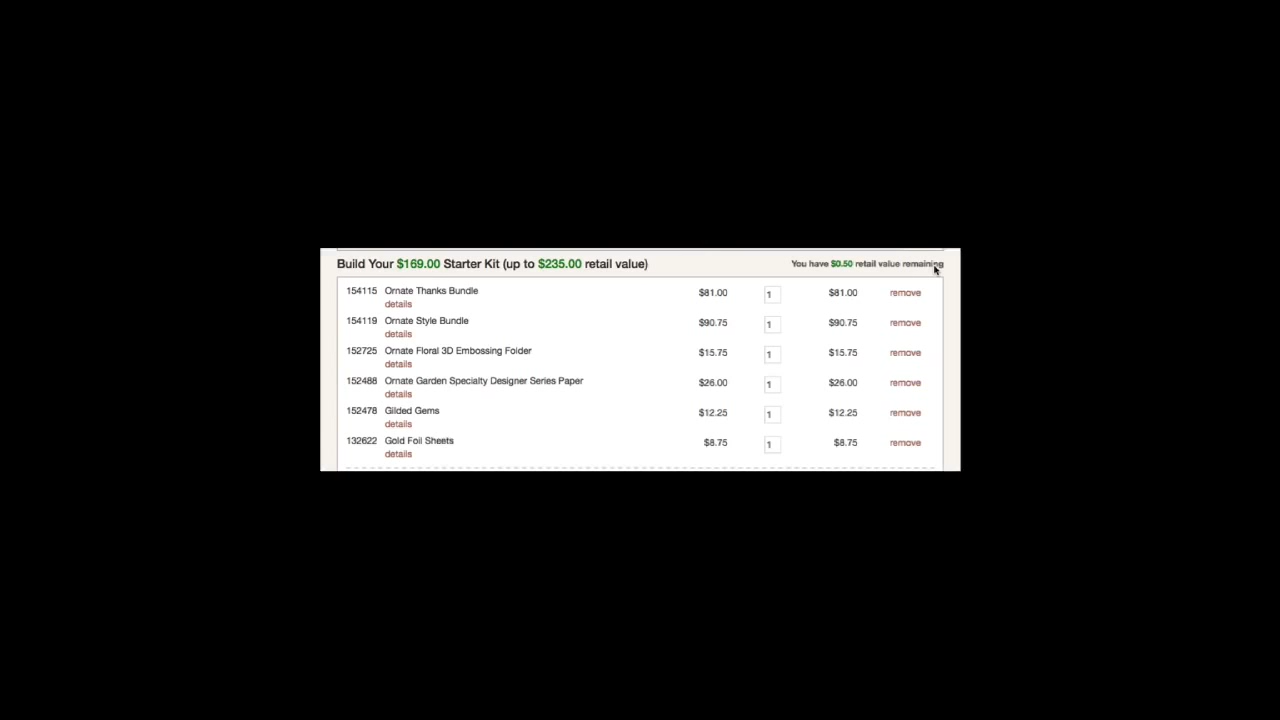 Build Your $169.00 Starter Kit (up to $235.00 retail value) You have $0.50 retail value remaining
154115 Ornate Thanks Bundle $81.00 1 $81.00 remove
details
154119 Ornate Style Bundle $90.75 1 $90.75 remove
details
152725 Ornate Floral 3D Embossing Folder $15.75 1 $15.75 remove
details
152488 Ornate Garden Specialty Designer Series Paper $26.00 1 $26.00 remove
details
152478 Gilded Gems $12.25 1 $12.25 remove
details
132622 Gold Foil Sheets $8.75 1 $8.75 remove
details